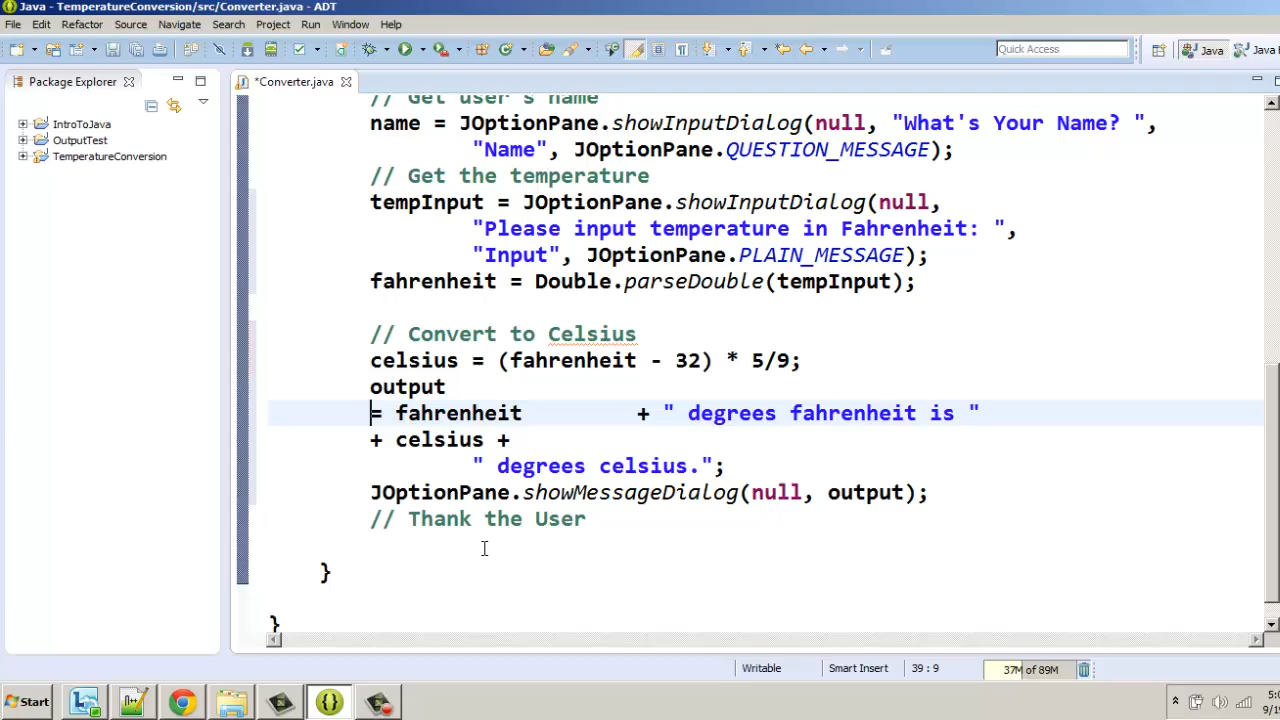 Java - TemperatureConversion/src/Converter.java - ADT
File Edit Refactor Source Navigate Search Project Run Window Help
Quick Access
Java
Java
Package Explorer
*Converter.java
IntroToJava
OutputTest
TemperatureConversion
// Get user's name
name = JOptionPane.showInputDialog(null, "What's Your Name? ",
"Name", JOptionPane.QUESTION_MESSAGE);
// Get the temperature
tempInput = JOptionPane.showInputDialog(null,
"Please input temperature in Fahrenheit: ",
"Input", JOptionPane.PLAIN_MESSAGE);
fahrenheit = Double.parseDouble(tempInput);
// Convert to Celsius
celsius = (fahrenheit - 32) * 5/9;
output
= fahrenheit + " degrees fahrenheit is "
+ celsius +
" degrees celsius.";
JOptionPane.showMessageDialog(null, output);
// Thank the User
}
}
Writable Smart Insert 39 : 9 37M of 89M
Start